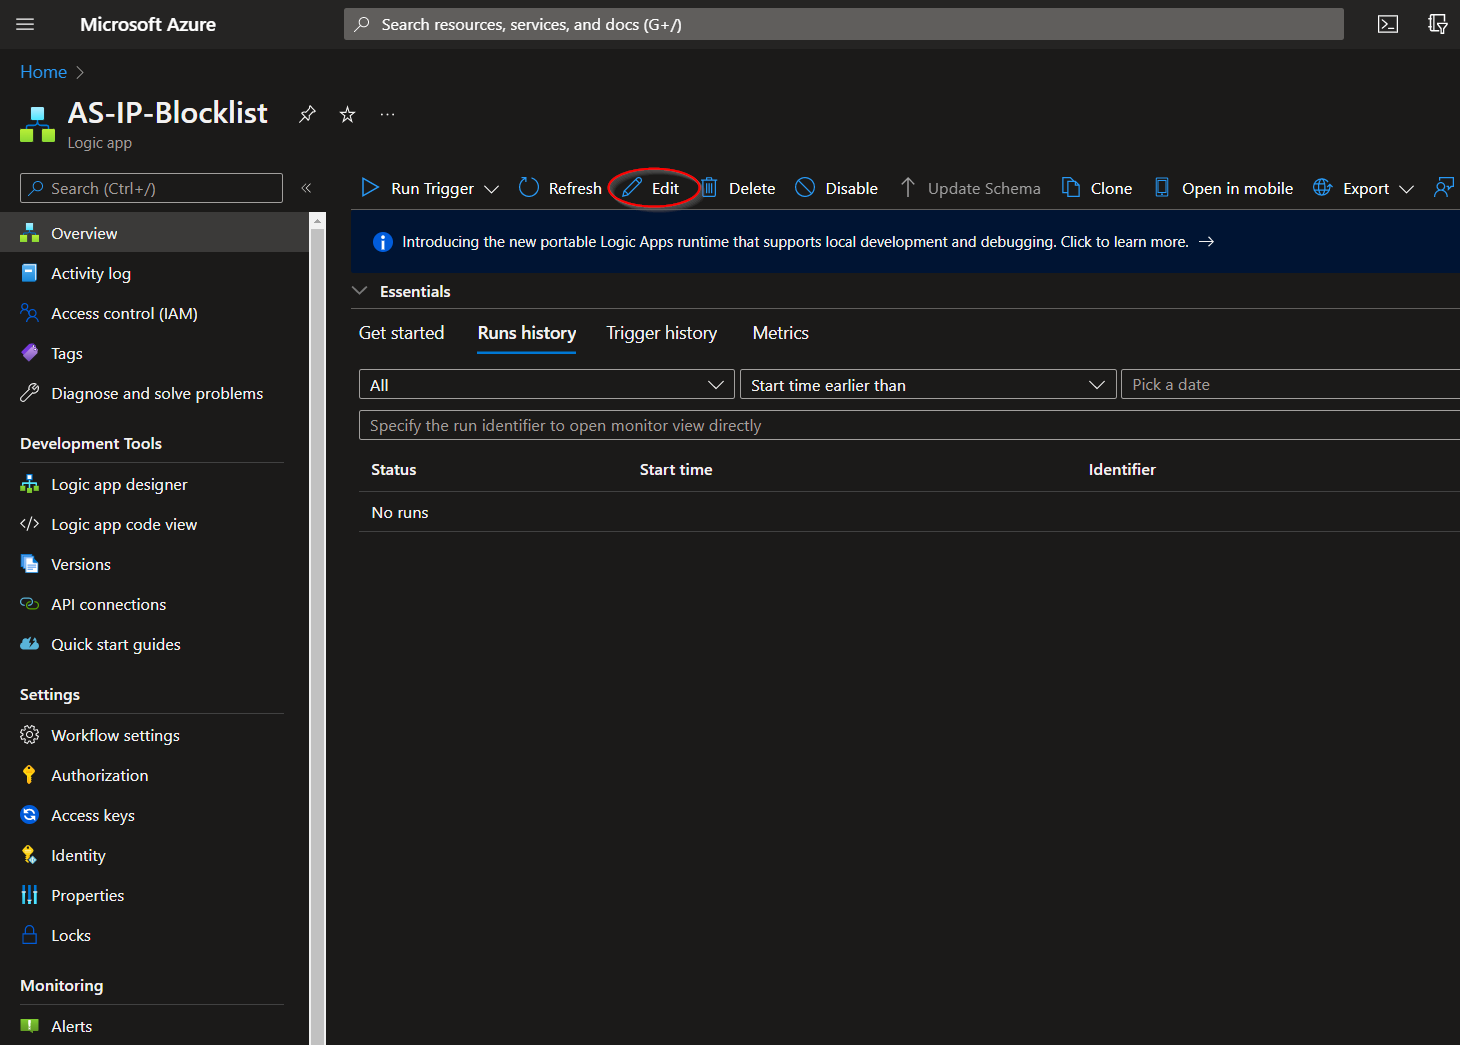 Microsoft Azure
Search resources, services, and docs (G+/)
Home
AS-IP-Blocklist
Logic app
Search (Ctrl+/)
Overview
Activity log
Access control (IAM)
Tags
Diagnose and solve problems
Development Tools
Logic app designer
Logic app code view
Versions
API connections
Quick start guides
Settings
Workflow settings
Authorization
Access keys
Identity
Properties
Locks
Monitoring
Alerts
Run Trigger Refresh Edit Delete Disable Update Schema Clone Open in mobile Export
Introducing the new portable Logic Apps runtime that supports local development and debugging. Click to learn more. →
Essentials
Get started Runs history Trigger history Metrics
All Start time earlier than Pick a date
Specify the run identifier to open monitor view directly
Status Start time Identifier
No runs